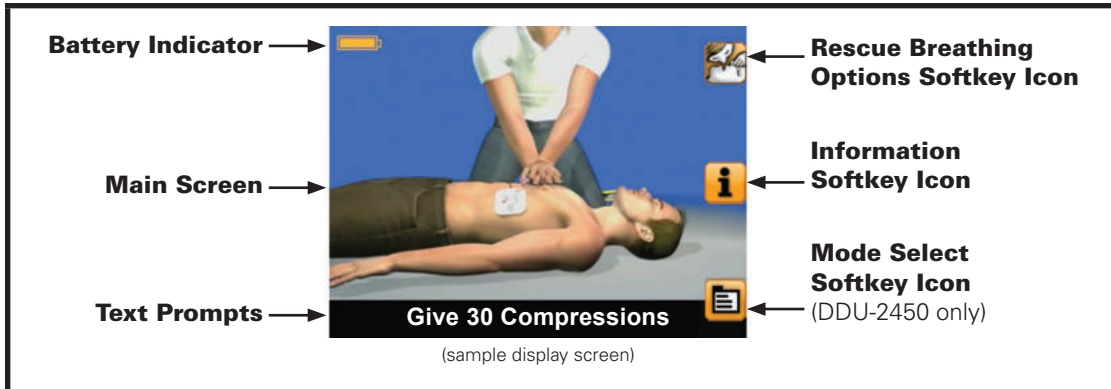 Battery Indicator
Main Screen
Text Prompts
Give 30 Compressions
(sample display screen)
Rescue Breathing
Options Softkey Icon
i
Information
Softkey Icon
Mode Select
Softkey Icon
(DDU-2450 only)